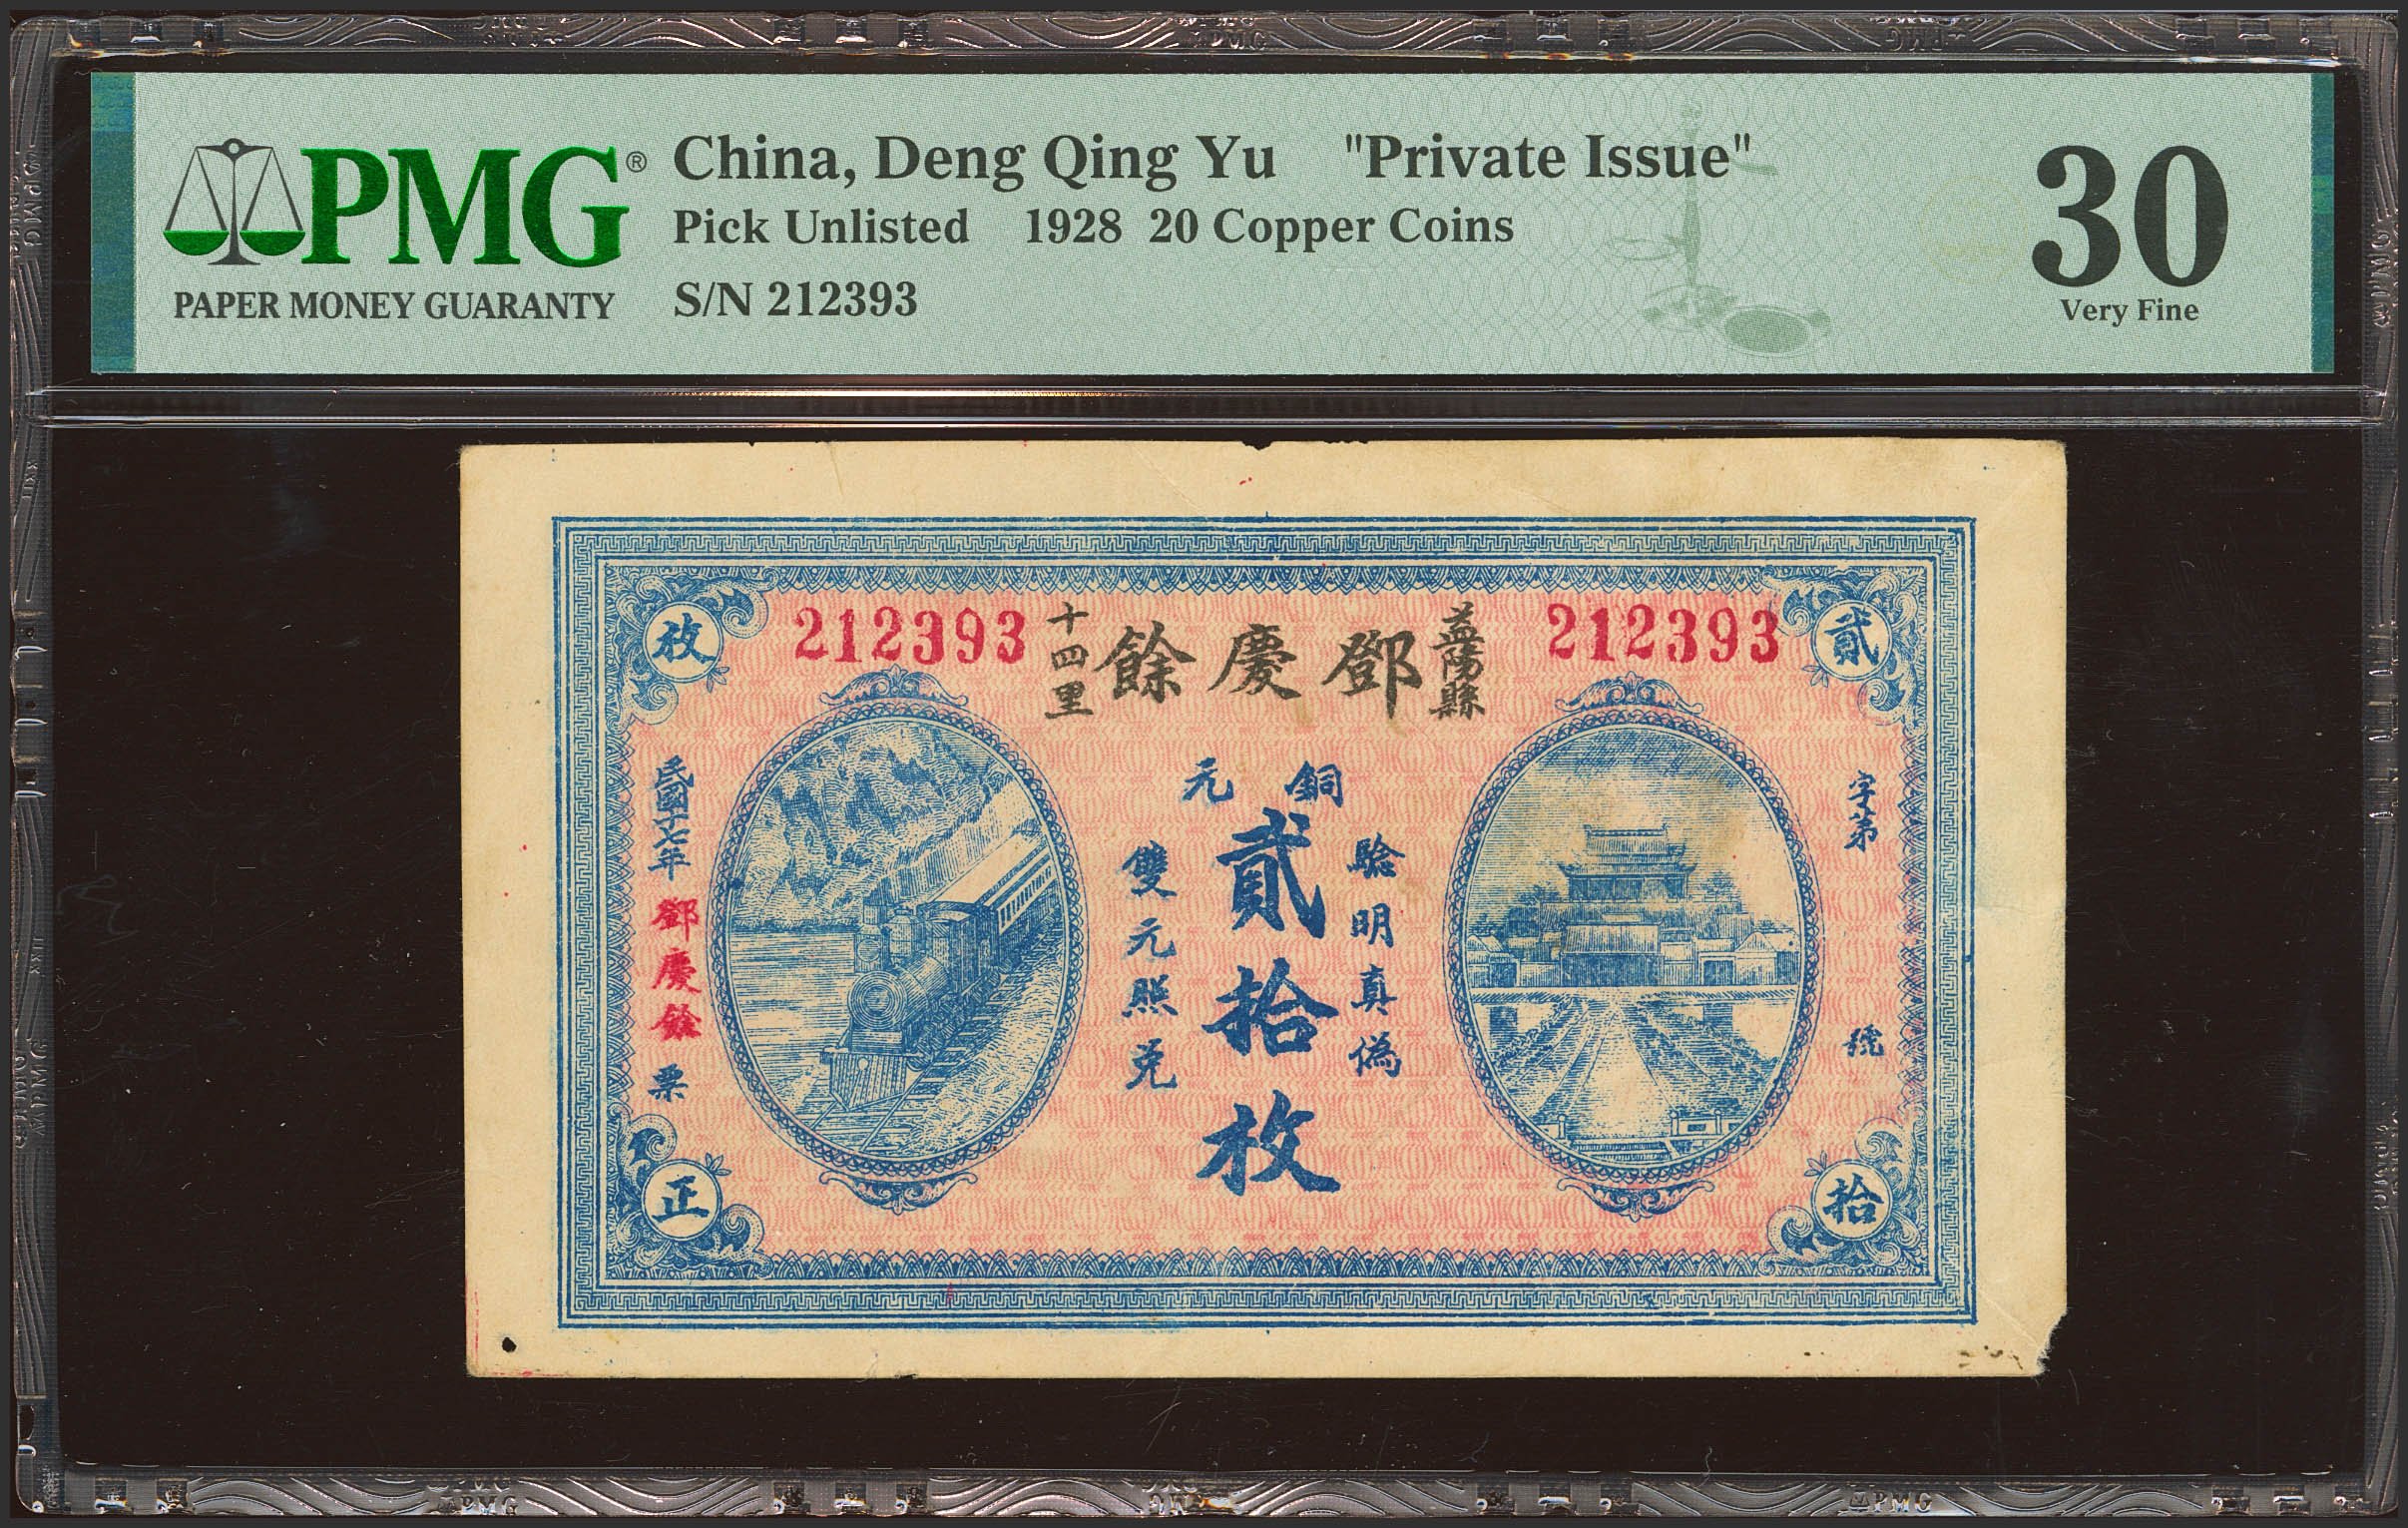 PMG®
PAPER MONEY GUARANTY
China, Deng Qing Yu "Private Issue"
Pick Unlisted 1928 20 Copper Coins
S/N 212393
30
Very Fine
貳
拾
枚
正
212393
212393
益陽縣
鄧慶餘
十四里
銅元
貳拾枚
驗明真偽
雙元照兑
字第
號
民國十七年
鄧慶餘
票